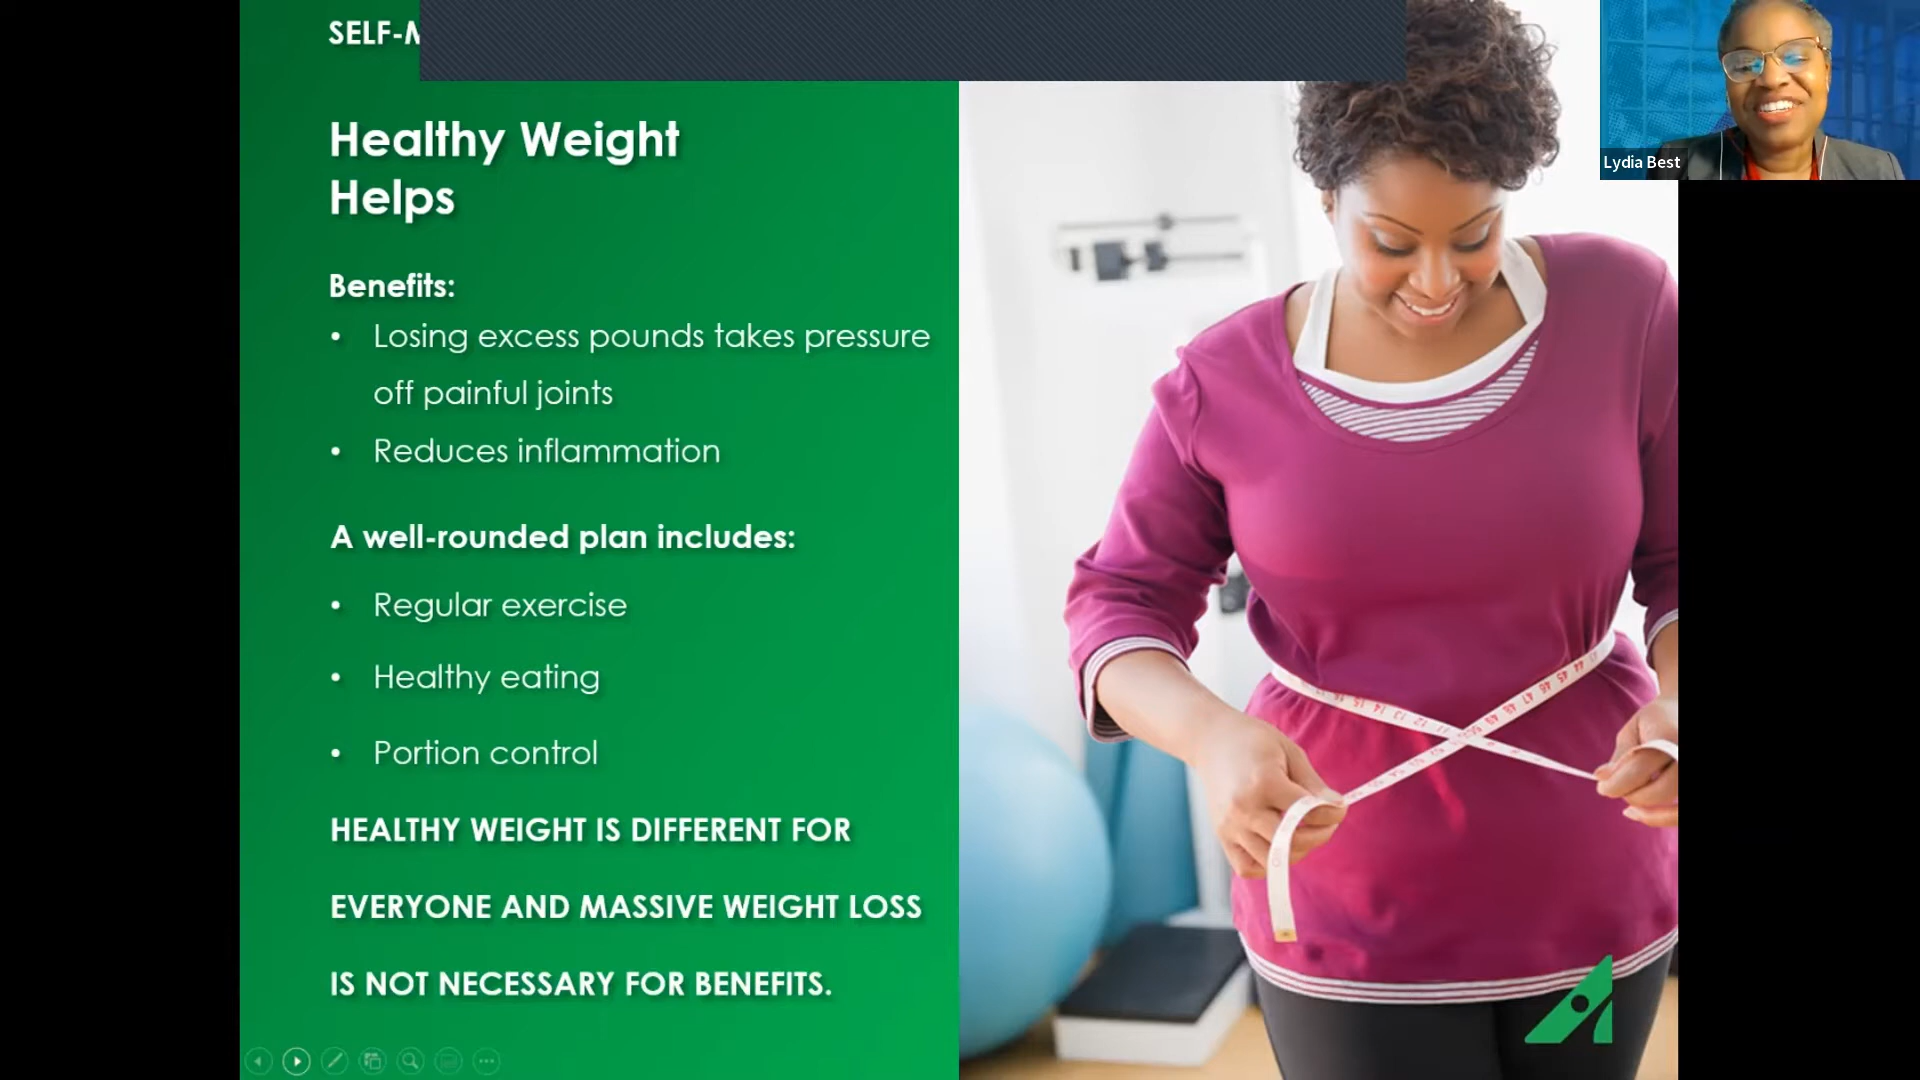 SELF-M
Lydia Best
Healthy Weight
Helps
Benefits:
• Losing excess pounds takes pressure
off painful joints
• Reduces inflammation
A well-rounded plan includes:
• Regular exercise
• Healthy eating
• Portion control
HEALTHY WEIGHT IS DIFFERENT FOR
EVERYONE AND MASSIVE WEIGHT LOSS
IS NOT NECESSARY FOR BENEFITS.